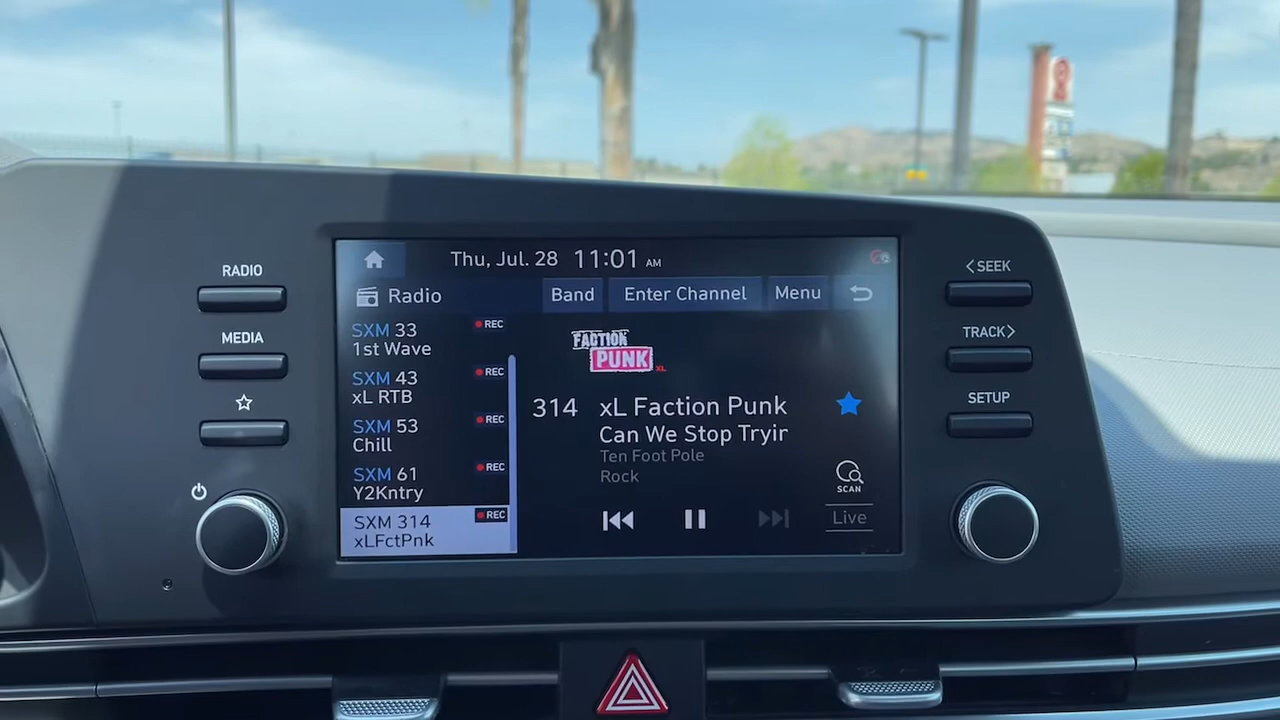 RADIO
MEDIA
Thu, Jul. 28 11:01 AM
Radio
Band
Enter Channel
Menu
SXM 33
REC
1st Wave
SXM 43
REC
xL RTB
SXM 53
REC
Chill
SXM 61
REC
Y2Kntry
SXM 314
REC
xLFctPnk
FACTION
PUNK XL
314 xL Faction Punk
Can We Stop Tryir
Ten Foot Pole
Rock
SCAN
Live
<SEEK
TRACK>
SETUP